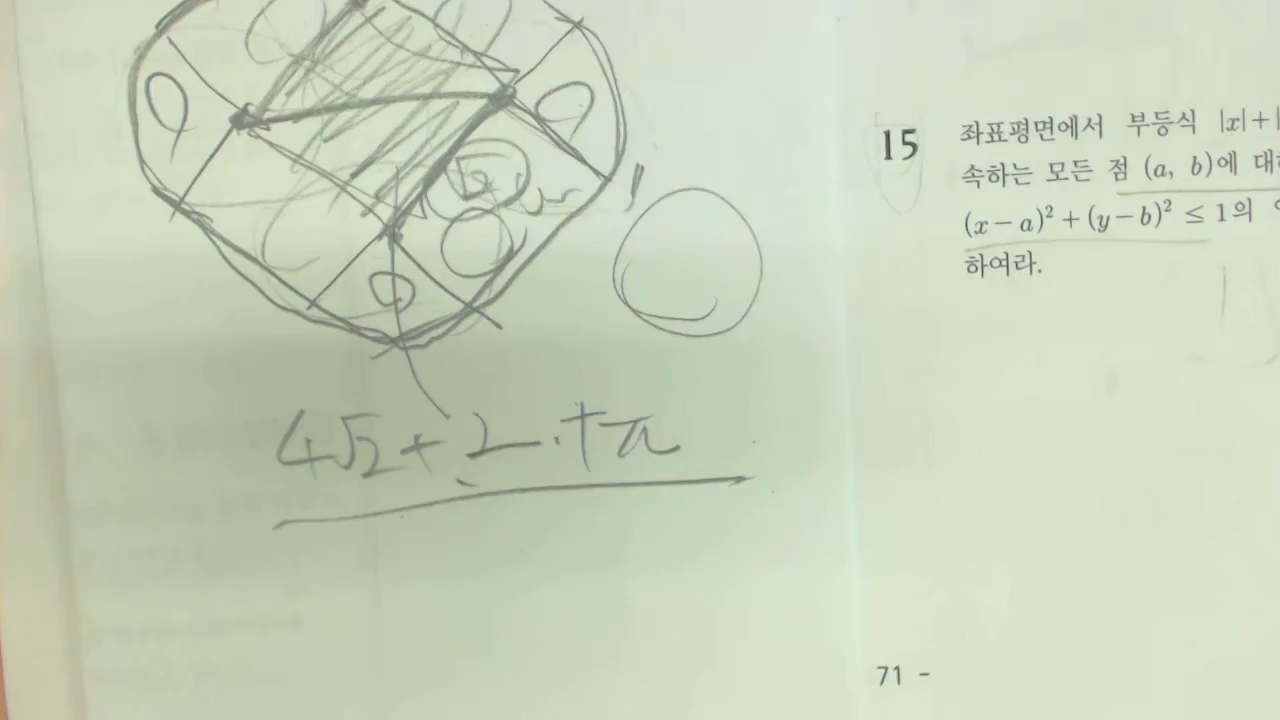 4√2+2.+π
15 좌표평면에서 부등식 |x|+|
속하는 모든 점 (a, b)에 대
(x-a)²+(y-b)² ≤ 1의
하여라.
71 -